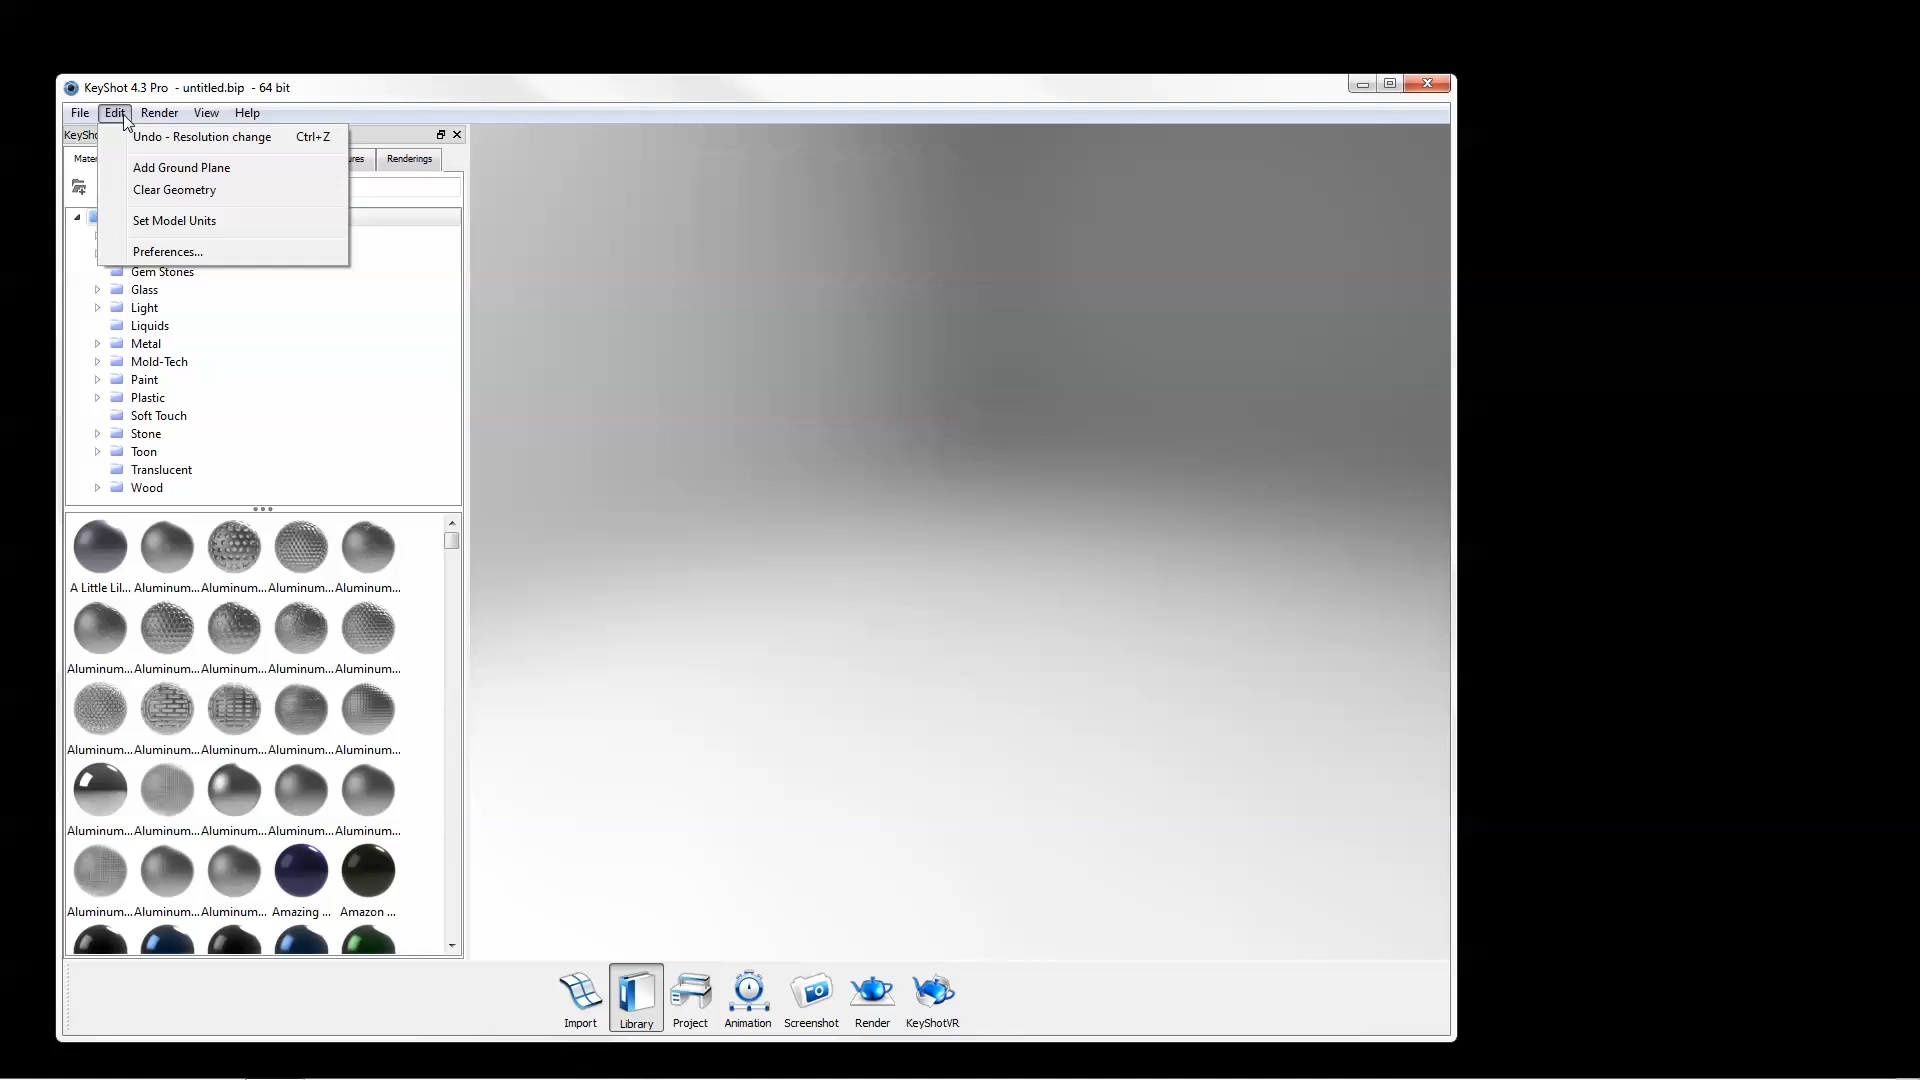 KeyShot 4.3 Pro - untitled.bip - 64 bit
File Edit Render View Help
KeySho
Undo - Resolution change Ctrl+Z
Add Ground Plane
Clear Geometry
Set Model Units
Preferences...
Mater
ures
Renderings
Gem Stones
Glass
Light
Liquids
Metal
Mold-Tech
Paint
Plastic
Soft Touch
Stone
Toon
Translucent
Wood
A Little Lil... Aluminum... Aluminum... Aluminum... Aluminum...
Aluminum... Aluminum... Aluminum... Aluminum... Aluminum...
Aluminum... Aluminum... Aluminum... Aluminum... Aluminum...
Aluminum... Aluminum... Aluminum... Aluminum... Aluminum...
Aluminum... Aluminum... Aluminum... Amazing ... Amazon ...
Import Library Project Animation Screenshot Render KeyShotVR